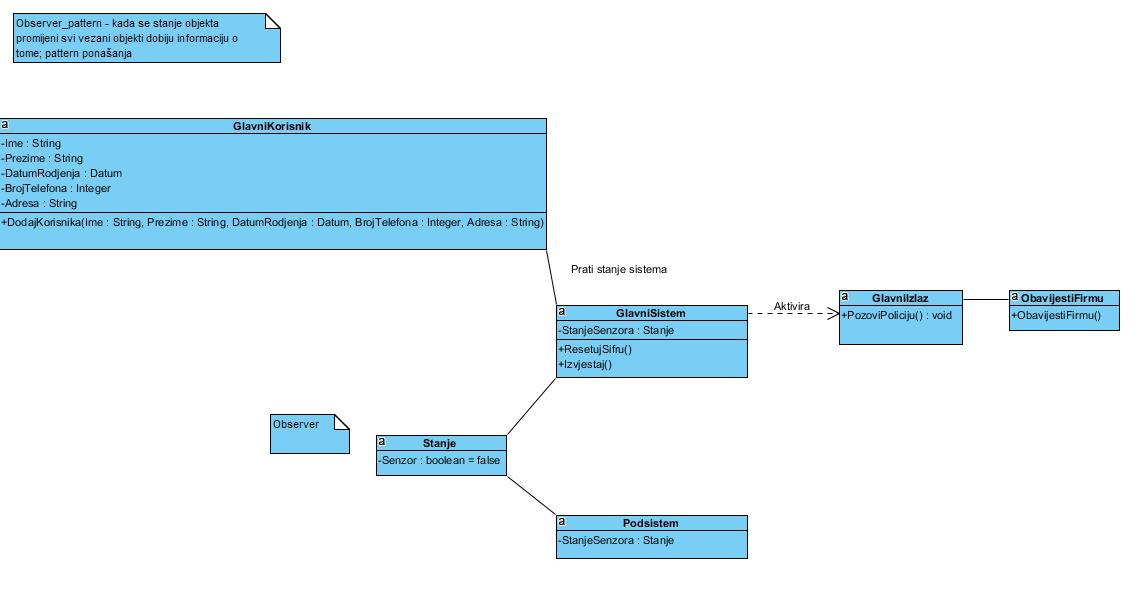 Observer_pattern - kada se stanje objekta
promijeni svi vezani objekti dobiju informaciju o
tome; pattern ponašanja
a
GlavniKorisnik
-Ime : String
-Prezime : String
-DatumRodjenja : Datum
-BrojTelefona : Integer
-Adresa : String
+DodajKorisnika(Ime : String, Prezime : String, DatumRodjenja : Datum, BrojTelefona : Integer, Adresa : String)
Prati stanje sistema
a
GlavniSistem
-StanjeSenzora : Stanje
+ResetujSifru()
+Izvjestaj()
Aktivira
a
GlavniIzlaz
+PozoviPoliciju() : void
a
ObavijestiFirmu
+ObavijestiFirmu()
Observer
a
Stanje
-Senzor : boolean = false
a
Podsistem
-StanjeSenzora : Stanje